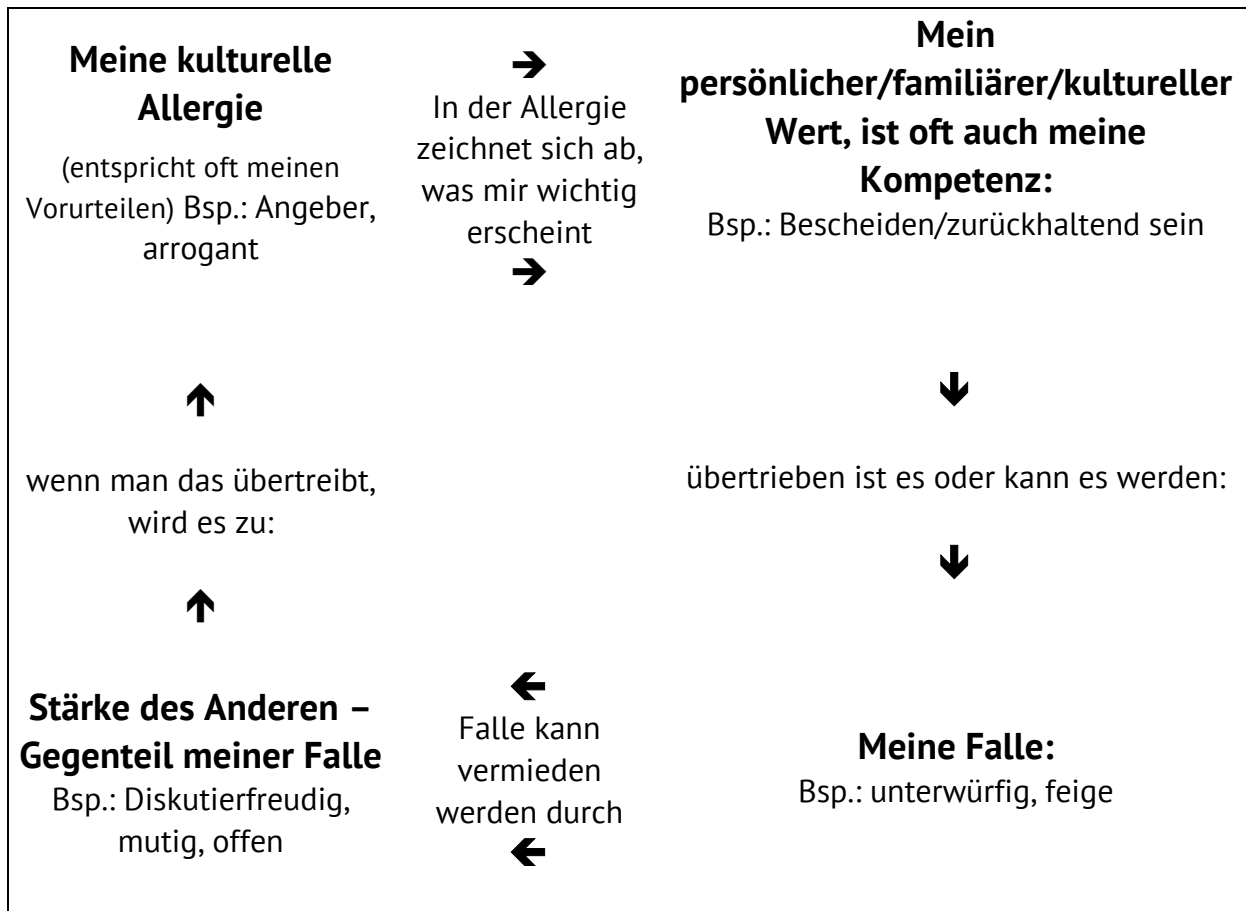 Meine kulturelle
Allergie
(entspricht oft meinen
Vorurteilen) Bsp.: Angeber,
arrogant
➔
In der Allergie
zeichnet sich ab,
was mir wichtig
erscheint
➔
Mein
persönlicher/familiärer/kultureller
Wert, ist oft auch meine
Kompetenz:
Bsp.: Bescheiden/zurückhaltend sein
🡹
wenn man das übertreibt,
wird es zu:
🡹
🡻
übertrieben ist es oder kann es werden:
🡻
Stärke des Anderen –
Gegenteil meiner Falle
Bsp.: Diskutierfreudig,
mutig, offen
🡸
Falle kann
vermieden
werden durch
🡸
Meine Falle:
Bsp.: unterwürfig, feige